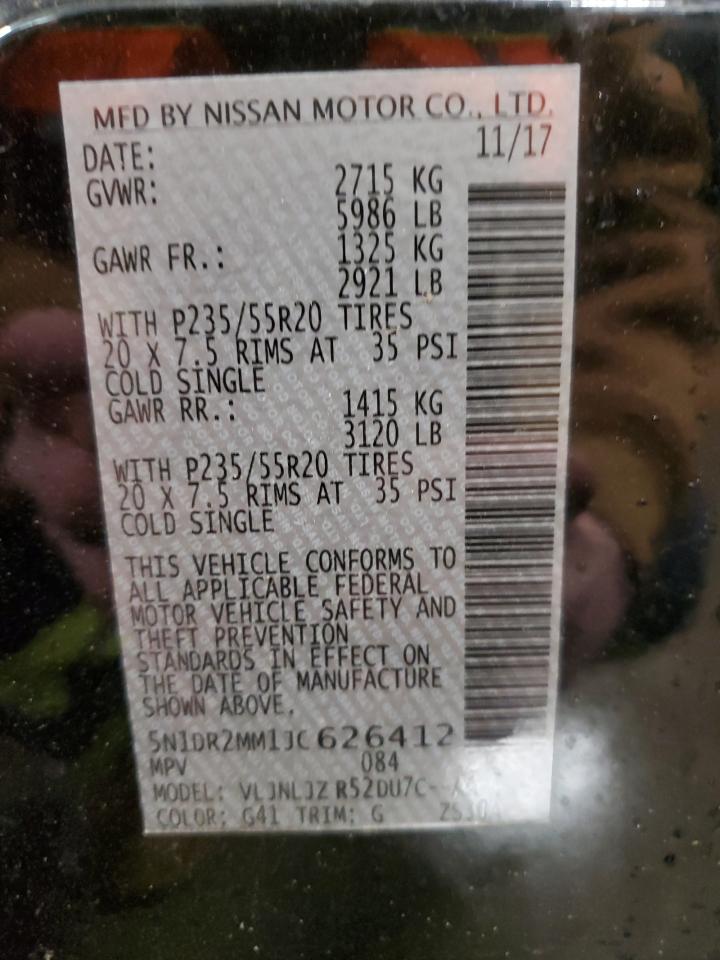 MFD BY NISSAN MOTOR CO., LTD.
DATE: 11/17
GVWR: 2715 KG
5986 LB
GAWR FR.: 1325 KG
2921 LB
WITH P235/55R20 TIRES
20 X 7.5 RIMS AT 35 PSI
COLD SINGLE
GAWR RR.: 1415 KG
3120 LB
WITH P235/55R20 TIRES
20 X 7.5 RIMS AT 35 PSI
COLD SINGLE
THIS VEHICLE CONFORMS TO
ALL APPLICABLE FEDERAL
MOTOR VEHICLE SAFETY AND
THEFT PREVENTION
STANDARDS IN EFFECT ON
THE DATE OF MANUFACTURE
SHOWN ABOVE.
5N1DR2MM1JC626412
MPV 084
MODEL: VLJNLJZ R52DU7C-
COLOR: G41 TRIM: G